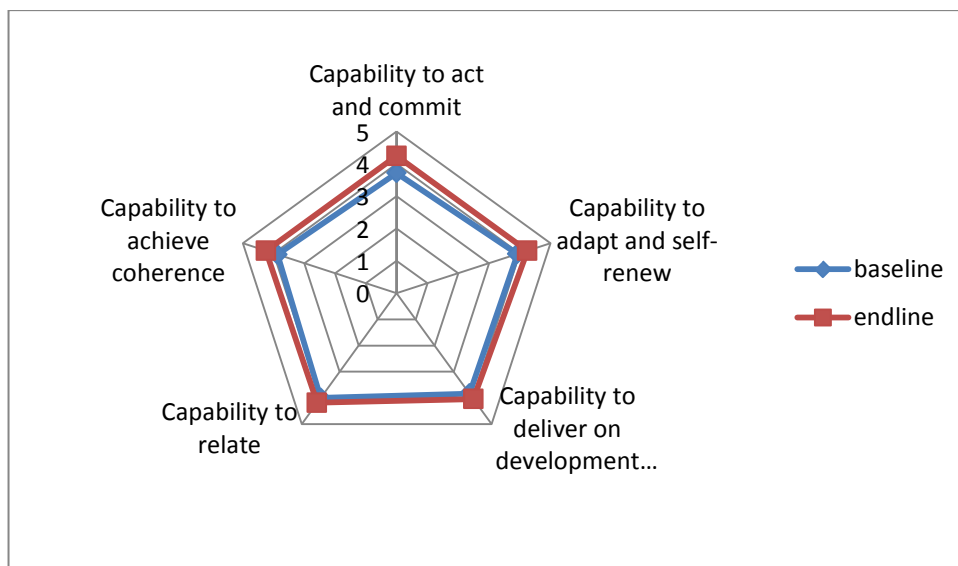 Capability to act
and commit
5
4
3
2
1
0
Capability to
adapt and self-
renew
Capability to
deliver on
development...
Capability to
relate
Capability to
achieve
coherence
baseline
endline